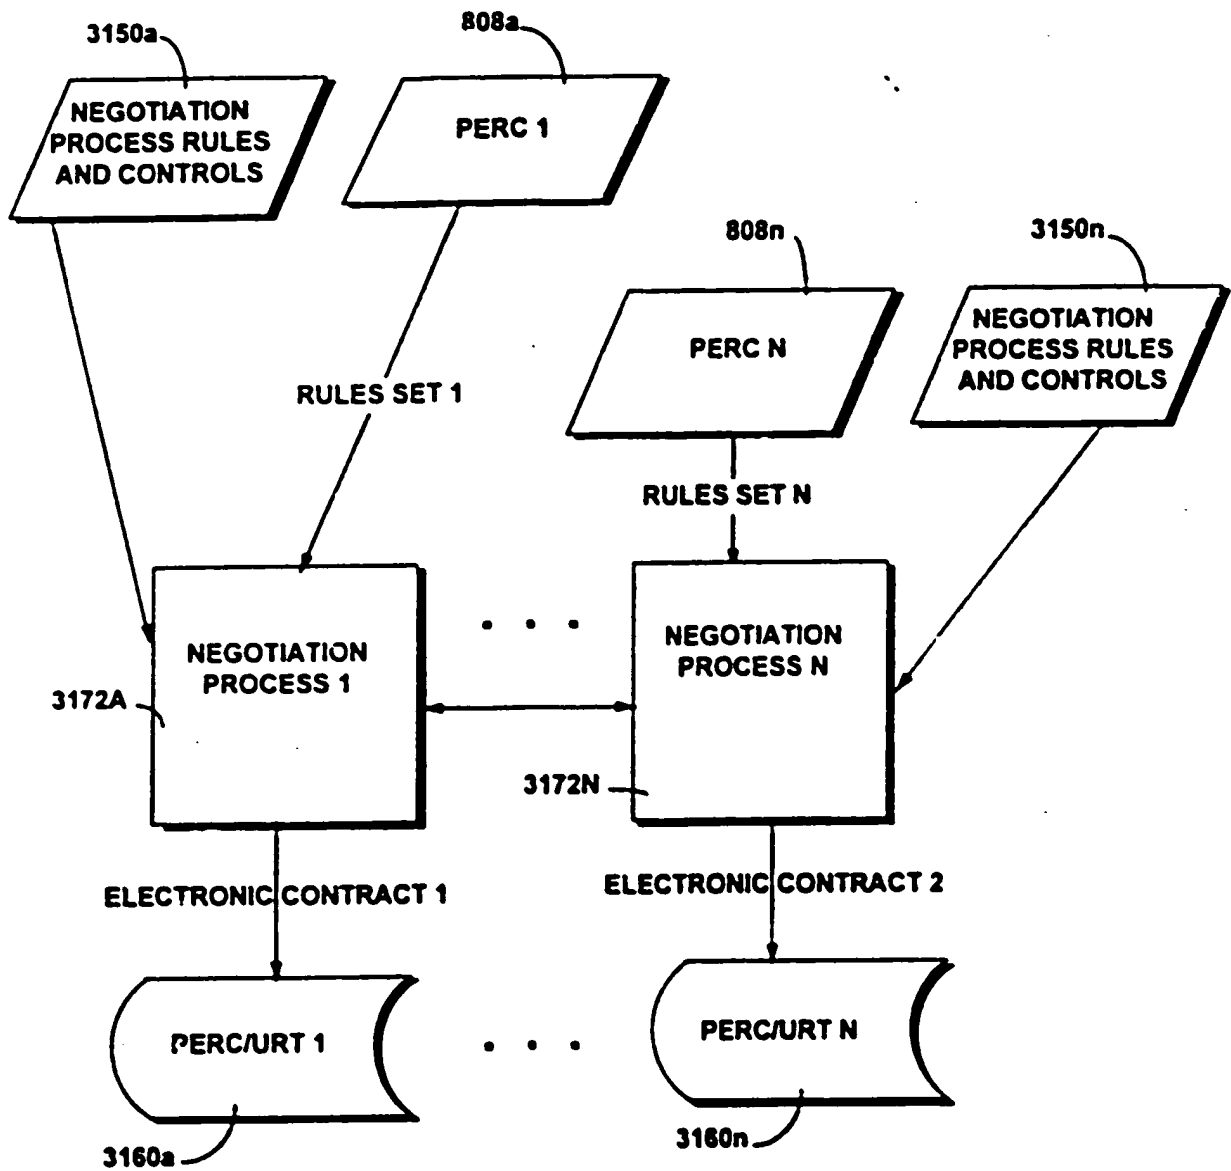 3150a
808a
NEGOTIATION
PROCESS RULES
AND CONTROLS
PERC 1
808n
3150n
PERC N
NEGOTIATION
PROCESS RULES
AND CONTROLS
RULES SET 1
RULES SET N
NEGOTIATION
PROCESS 1
NEGOTIATION
PROCESS N
3172A
3172N
ELECTRONIC CONTRACT 1
ELECTRONIC CONTRACT 2
PERC/URT 1
PERC/URT N
3160a
3160n